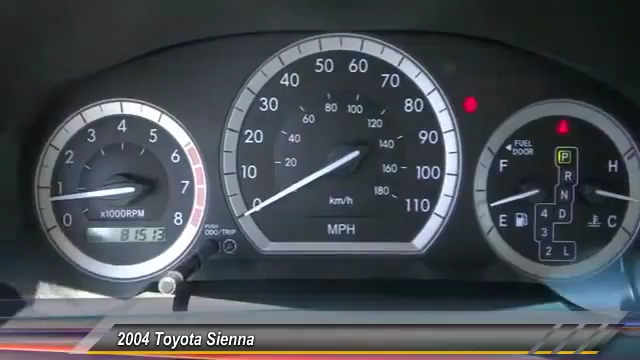 0 1 2 3 4 5 6 7 8
x1000RPM
81513
PUSH
ODO/TRIP
0 10 20 30 40 50 60 70 80 90 100 110
20 40 60 80 100 120 140 160 180
km/h
MPH
FUEL
DOOR
F
E
P
R
N
4 D
3
2 L
H
C
2004 Toyota Sienna